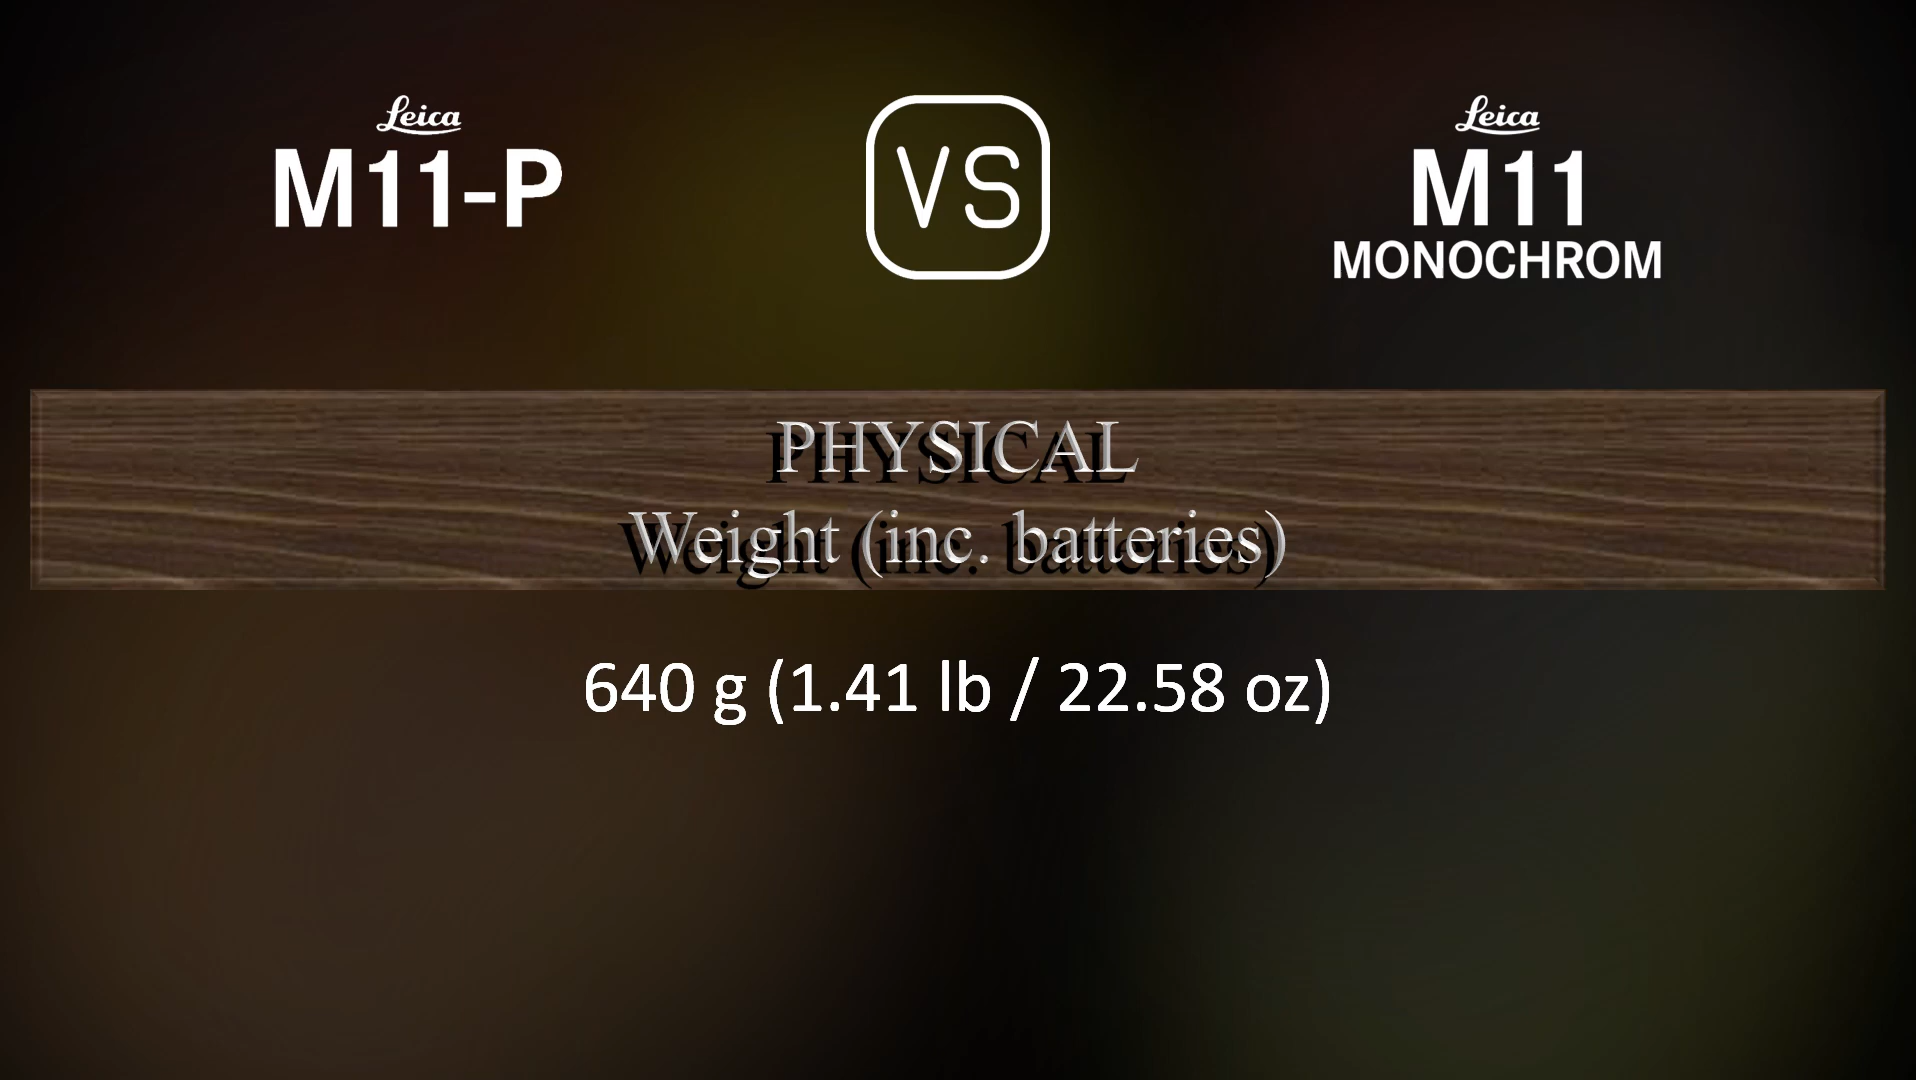 Leica
M11-P
VS
Leica
M11
MONOCHROM
PHYSICAL
Weight (inc. batteries)
640 g (1.41 lb / 22.58 oz)